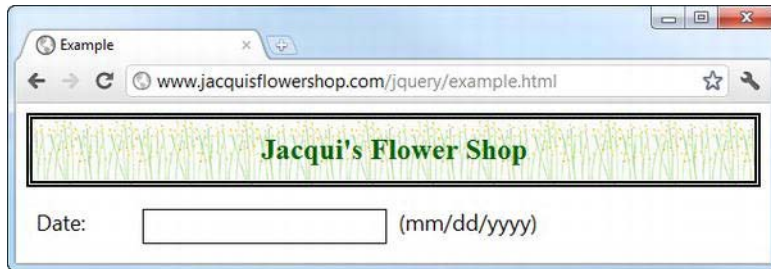 Example
www.jacquisflowershop.com/jquery/example.html
Jacqui's Flower Shop
Date: (mm/dd/yyyy)